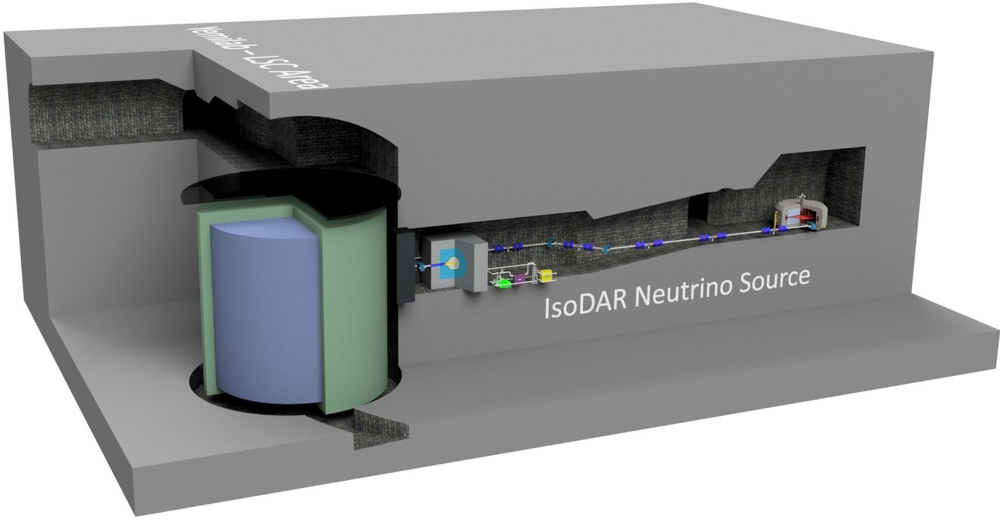 Yemilab – LSC Area
IsoDAR Neutrino Source